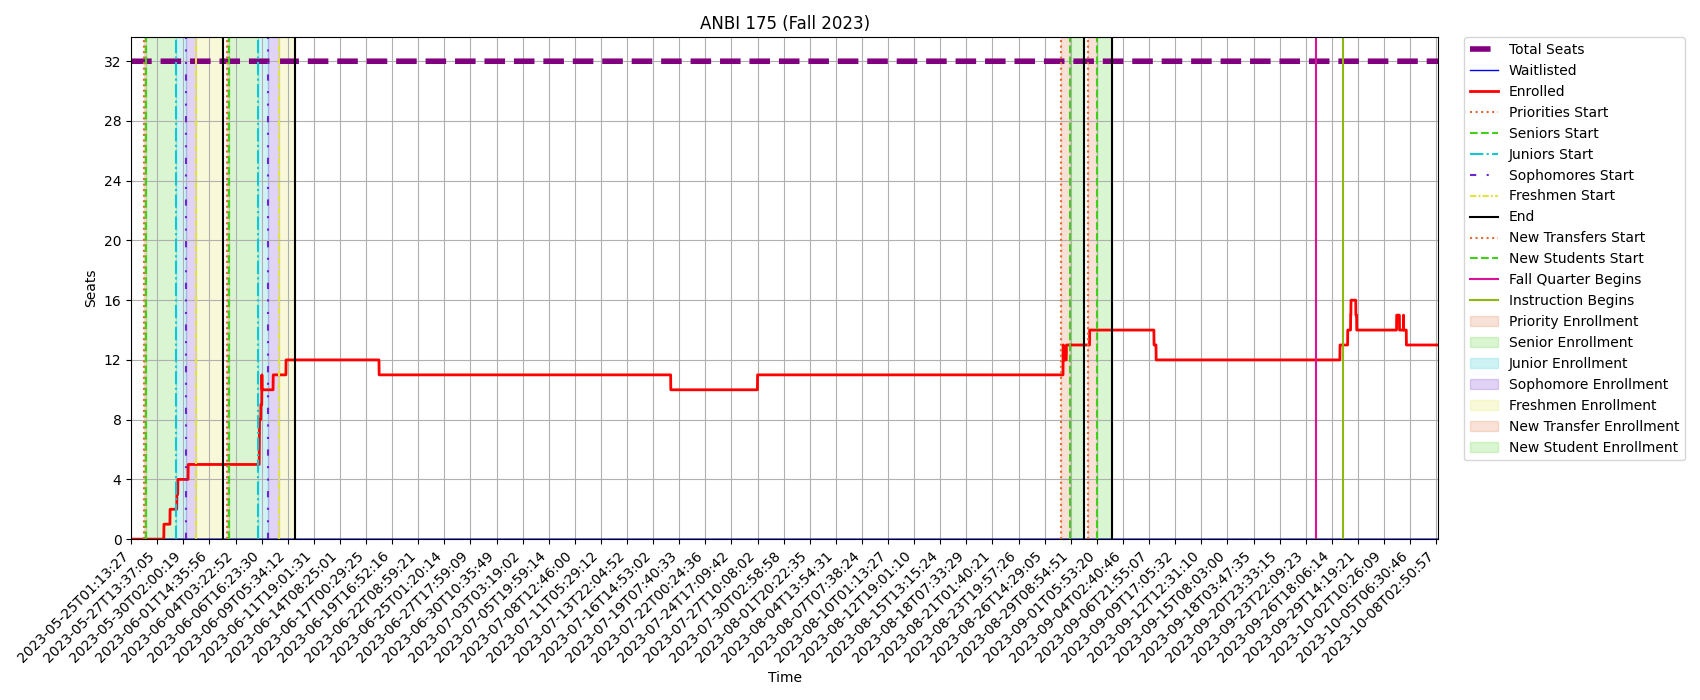 ANBI 175 (Fall 2023)
Seats
32
28
24
20
16
12
8
4
0
2023-05-25T01:13:27
2023-05-27T13:37:05
2023-05-30T02:00:19
2023-06-01T14:35:56
2023-06-04T03:22:52
2023-06-06T16:23:30
2023-06-09T05:34:12
2023-06-11T19:01:31
2023-06-14T08:25:01
2023-06-17T00:29:25
2023-06-19T16:52:16
2023-06-22T08:59:21
2023-06-25T01:20:14
2023-06-27T17:59:09
2023-06-30T10:35:49
2023-07-03T03:19:02
2023-07-05T19:59:14
2023-07-08T12:46:00
2023-07-11T05:29:12
2023-07-13T22:04:52
2023-07-16T14:53:02
2023-07-19T07:40:33
2023-07-22T00:24:36
2023-07-24T17:09:42
2023-07-27T10:08:02
2023-07-30T02:58:58
2023-08-01T20:22:35
2023-08-04T13:54:31
2023-08-07T07:38:24
2023-08-10T01:13:27
2023-08-12T19:01:10
2023-08-15T13:15:24
2023-08-18T07:33:29
2023-08-21T01:40:21
2023-08-23T19:57:26
2023-08-26T14:29:05
2023-08-29T08:54:51
2023-09-01T03:53:20
2023-09-04T02:40:46
2023-09-06T21:55:07
2023-09-09T17:05:32
2023-09-12T12:31:10
2023-09-15T08:03:00
2023-09-18T03:47:35
2023-09-20T23:33:15
2023-09-23T22:09:23
2023-09-26T18:06:14
2023-09-29T14:19:21
2023-10-02T10:26:09
2023-10-05T06:30:46
2023-10-08T02:50:57
Time
Total Seats
Waitlisted
Enrolled
Priorities Start
Seniors Start
Juniors Start
Sophomores Start
Freshmen Start
End
New Transfers Start
New Students Start
Fall Quarter Begins
Instruction Begins
Priority Enrollment
Senior Enrollment
Junior Enrollment
Sophomore Enrollment
Freshmen Enrollment
New Transfer Enrollment
New Student Enrollment